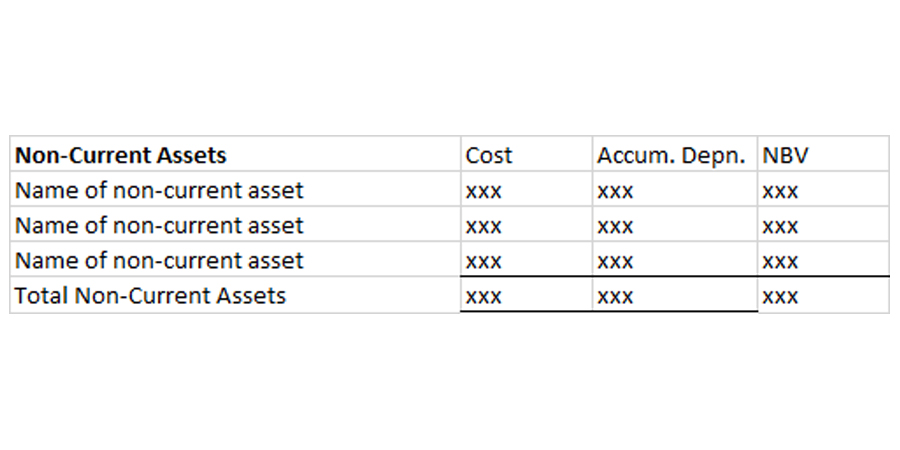 Non-Current Assets Cost Accum. Depn. NBV
Name of non-current asset xxx xxx xxx
Name of non-current asset xxx xxx xxx
Name of non-current asset xxx xxx xxx
Total Non-Current Assets xxx xxx xxx